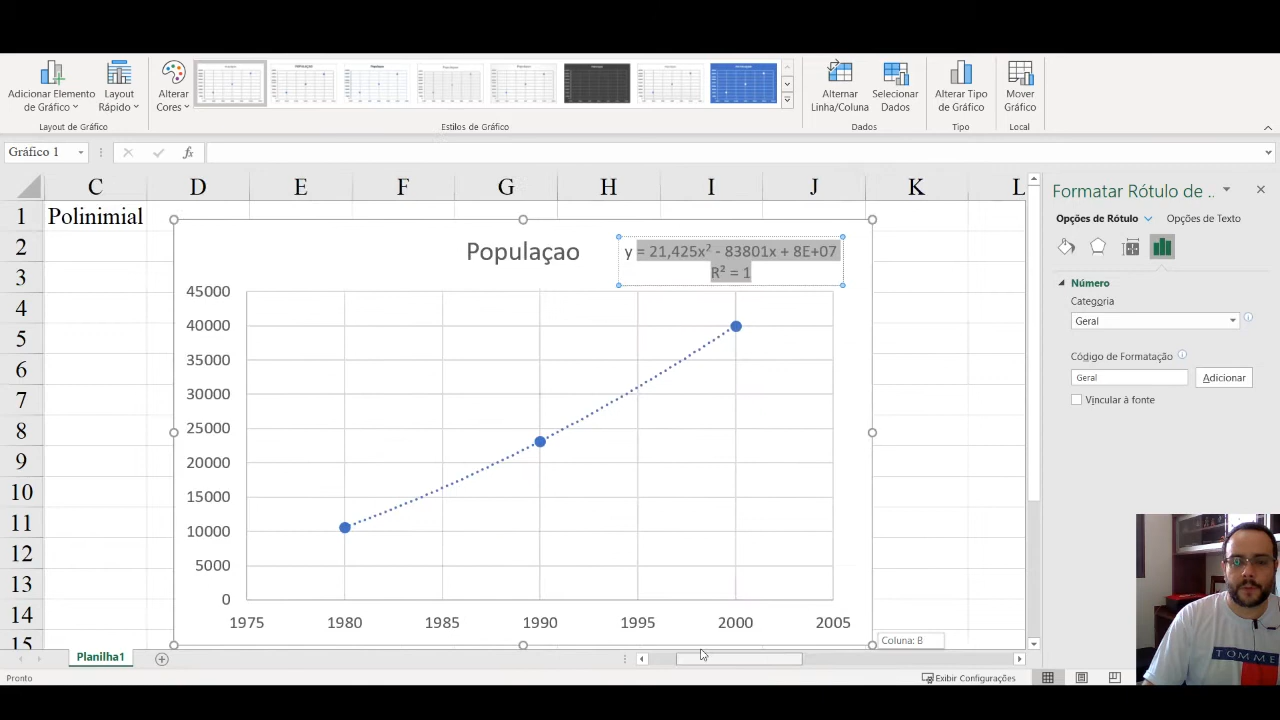 Adicionar Elemento de Gráfico
Layout Rápido
Alterar Cores
Alternar Linha/Coluna
Selecionar Dados
Alterar Tipo de Gráfico
Mover Gráfico
Layout de Gráfico
Estilos de Gráfico
Dados
Tipo
Local
Gráfico 1
fx
C D E F G H I J K L
1 Polinimial
2
3
4
5
6
7
8
9
10
11
12
13
14
15
Populaçao
y = 21,425x² - 83801x + 8E+07
R² = 1
45000
40000
35000
30000
25000
20000
15000
10000
5000
0
1975 1980 1985 1990 1995 2000 2005
Coluna: B
Formatar Rótulo de ...
Opções de Rótulo
Opções de Texto
Número
Categoria
Geral
Código de Formatação
Geral
Adicionar
Vincular à fonte
Planilha1
Pronto
Exibir Configurações
TOMME